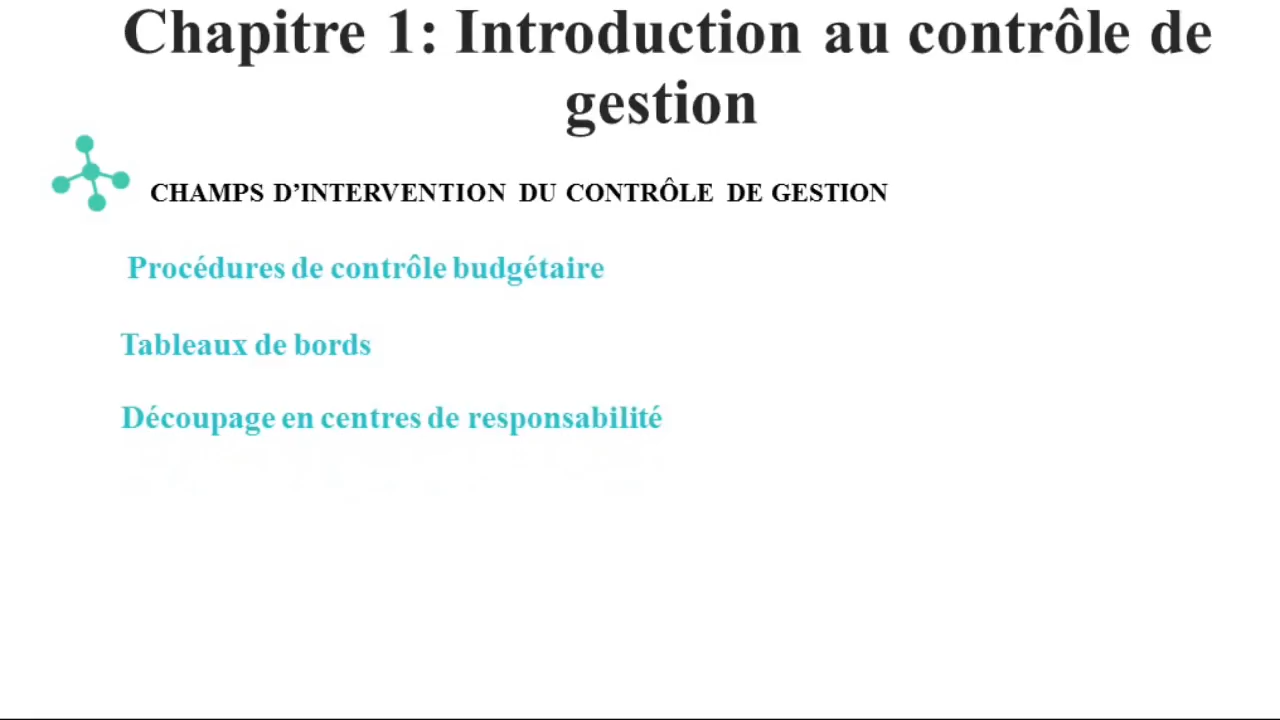 Chapitre 1: Introduction au contrôle de
gestion
CHAMPS D’INTERVENTION DU CONTRÔLE DE GESTION
Procédures de contrôle budgétaire
Tableaux de bords
Découpage en centres de responsabilité